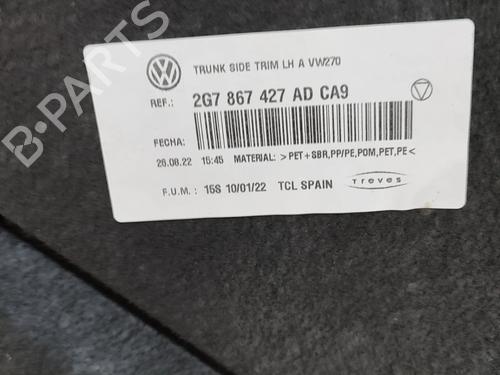 TRUNK SIDE TRIM LH A VW270
REF.: 2G7 867 427 AD CA9
FECHA:
26.08.22 15:45 MATERIAL: >PET+SBR,PP/PE,POM,PET,PE<
F.U.M.: 15S 10/01/22 TCL SPAIN Treves
B-PARTS